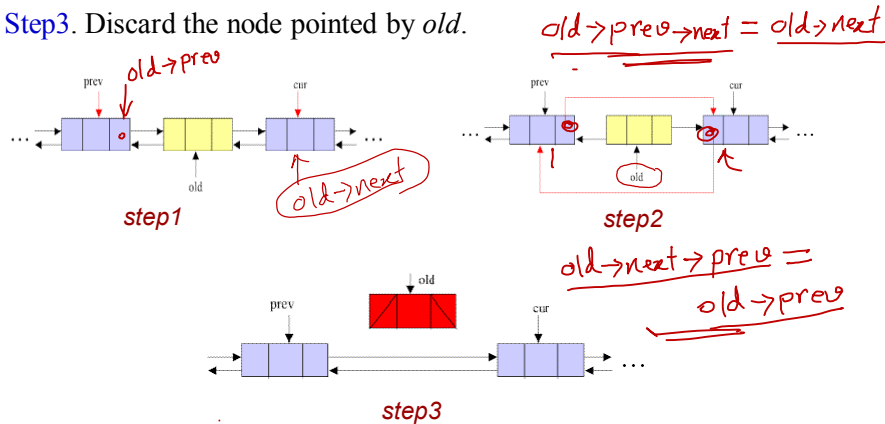 Step3. Discard the node pointed by old.
old→prev→next = old→next
old→prev
prev
cur
...
...
old
old→next
step1
prev
cur
...
...
old
step2
old→next→prev =
old→prev
old
prev
cur
...
step3